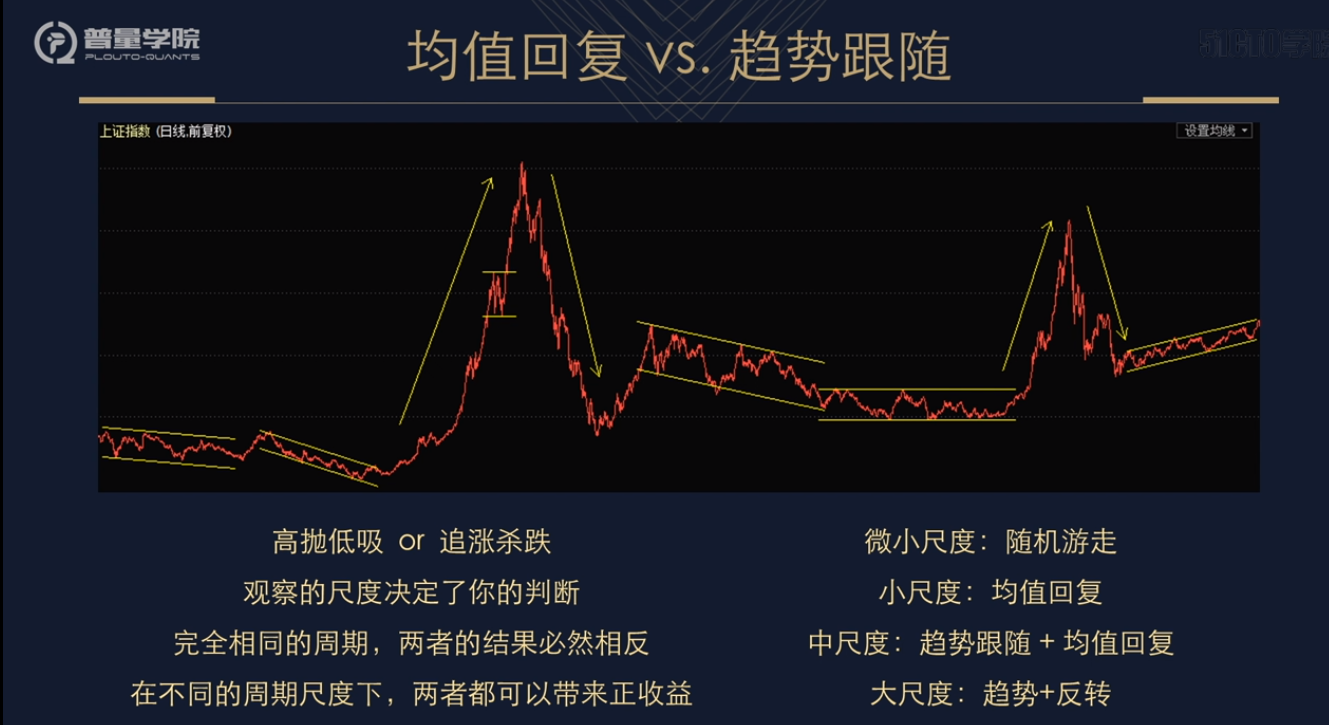 普量学院
PLOUTO-QUANTS
均值回复 vs. 趋势跟随
上证指数 (日线.前复权)
设置均线
高抛低吸 or 追涨杀跌
观察的尺度决定了你的判断
完全相同的周期，两者的结果必然相反
在不同的周期尺度下，两者都可以带来正收益
微小尺度：随机游走
小尺度：均值回复
中尺度：趋势跟随 + 均值回复
大尺度：趋势+反转